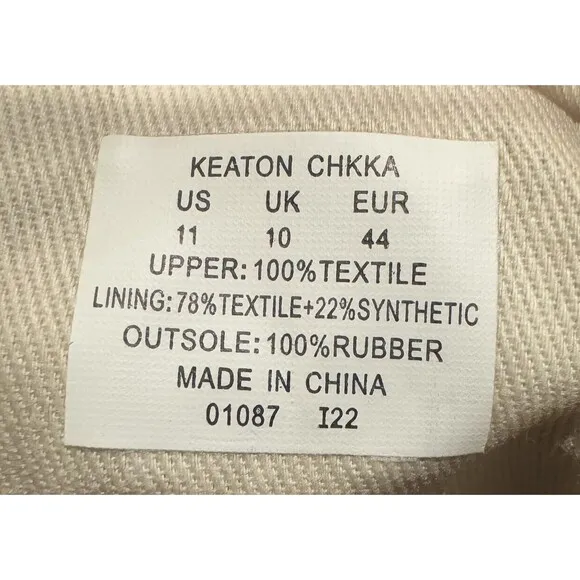 KEATON CHKKA
US UK EUR
11 10 44
UPPER: 100%TEXTILE
LINING: 78%TEXTILE+22%SYNTHETIC
OUTSOLE: 100%RUBBER
MADE IN CHINA
01087 I22